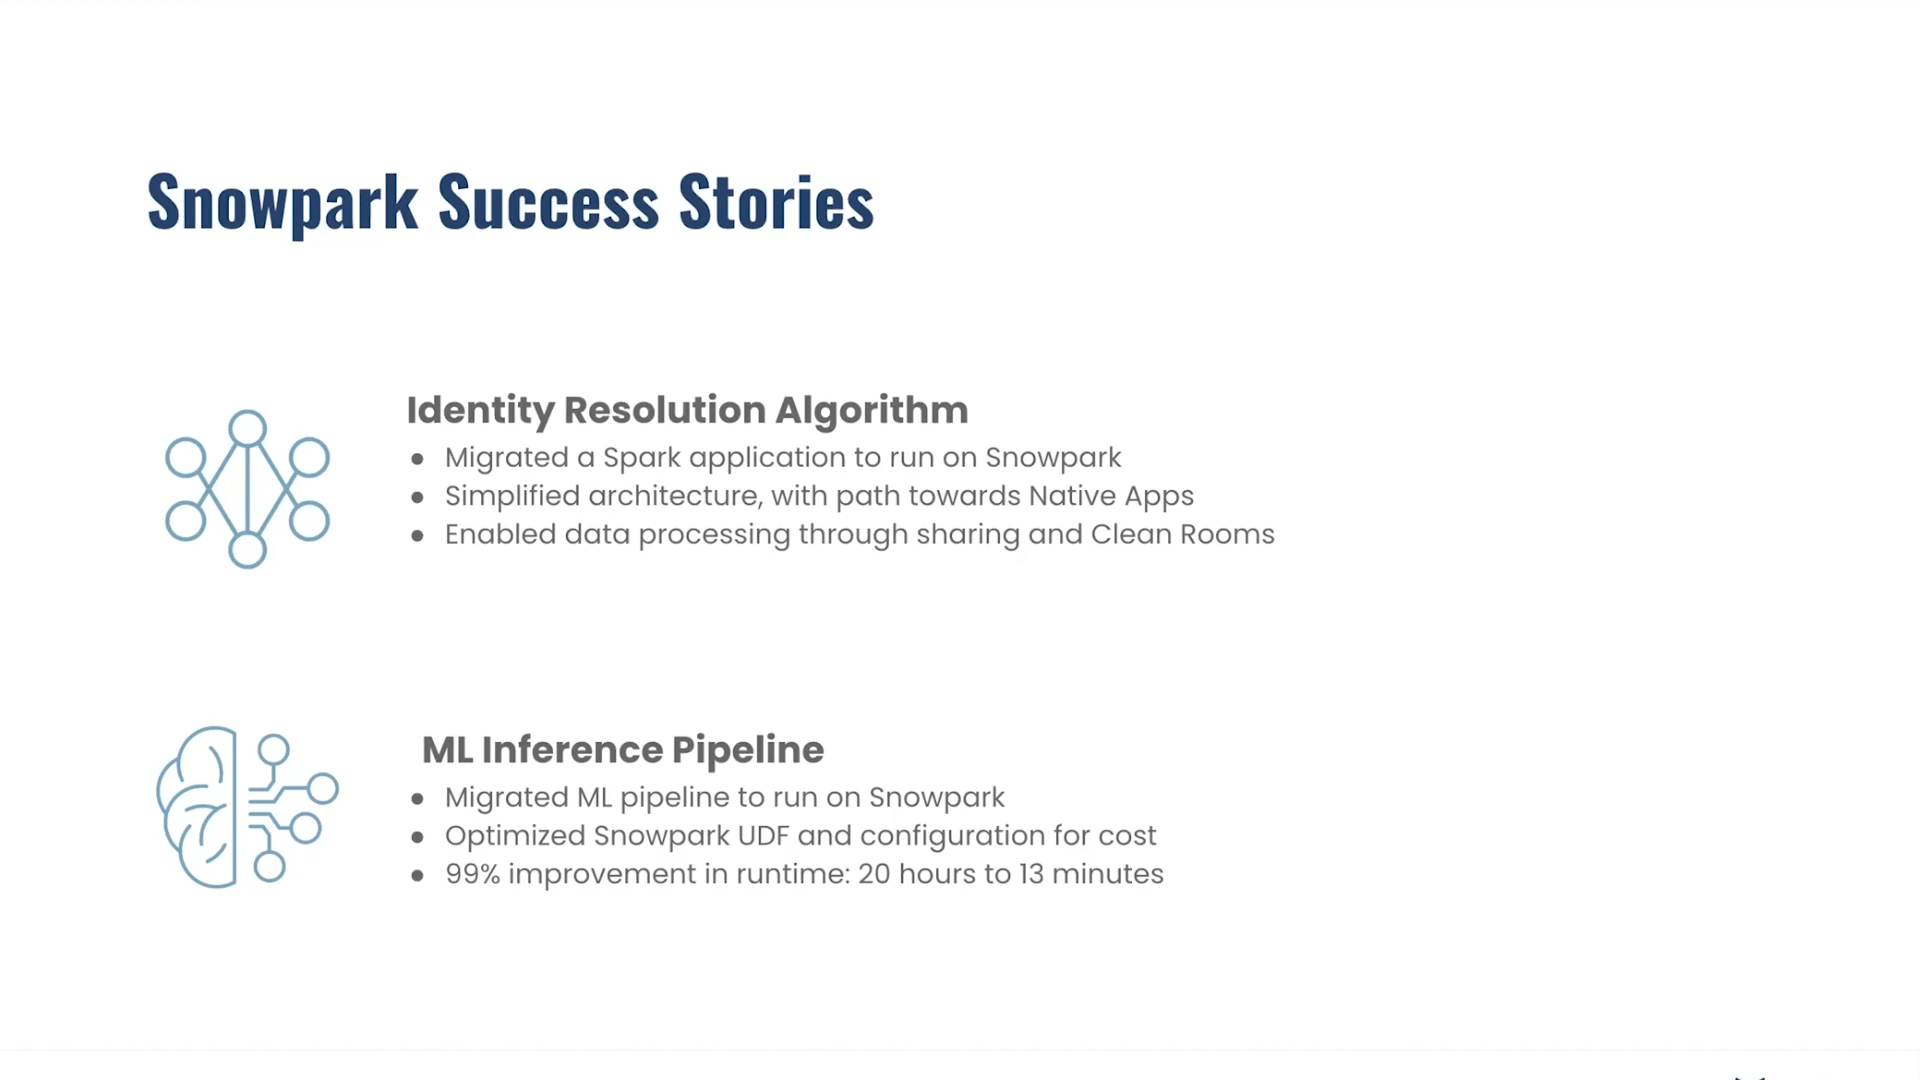 Snowpark Success Stories
Identity Resolution Algorithm
● Migrated a Spark application to run on Snowpark
● Simplified architecture, with path towards Native Apps
● Enabled data processing through sharing and Clean Rooms
ML Inference Pipeline
● Migrated ML pipeline to run on Snowpark
● Optimized Snowpark UDF and configuration for cost
● 99% improvement in runtime: 20 hours to 13 minutes